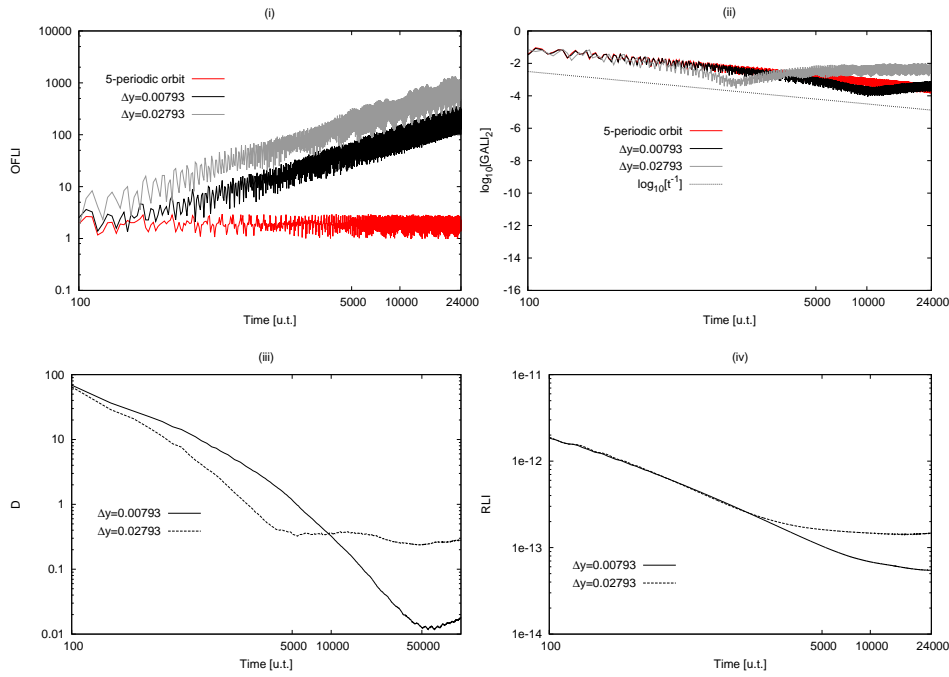 (i)
10000
1000
100
10
1
0.1
OFLI
5-periodic orbit
Δy=0.00793
Δy=0.02793
100
5000
10000
24000
Time [u.t.]
(ii)
0
-2
-4
-6
-8
-10
-12
-14
-16
log10[GALI2]
5-periodic orbit
Δy=0.00793
Δy=0.02793
log10[t-1]
100
5000
10000
24000
Time [u.t.]
(iii)
100
10
1
0.1
0.01
D
Δy=0.00793
Δy=0.02793
100
5000
10000
50000
Time [u.t.]
(iv)
1e-11
1e-12
1e-13
1e-14
RLI
Δy=0.00793
Δy=0.02793
100
5000
10000
24000
Time [u.t.]